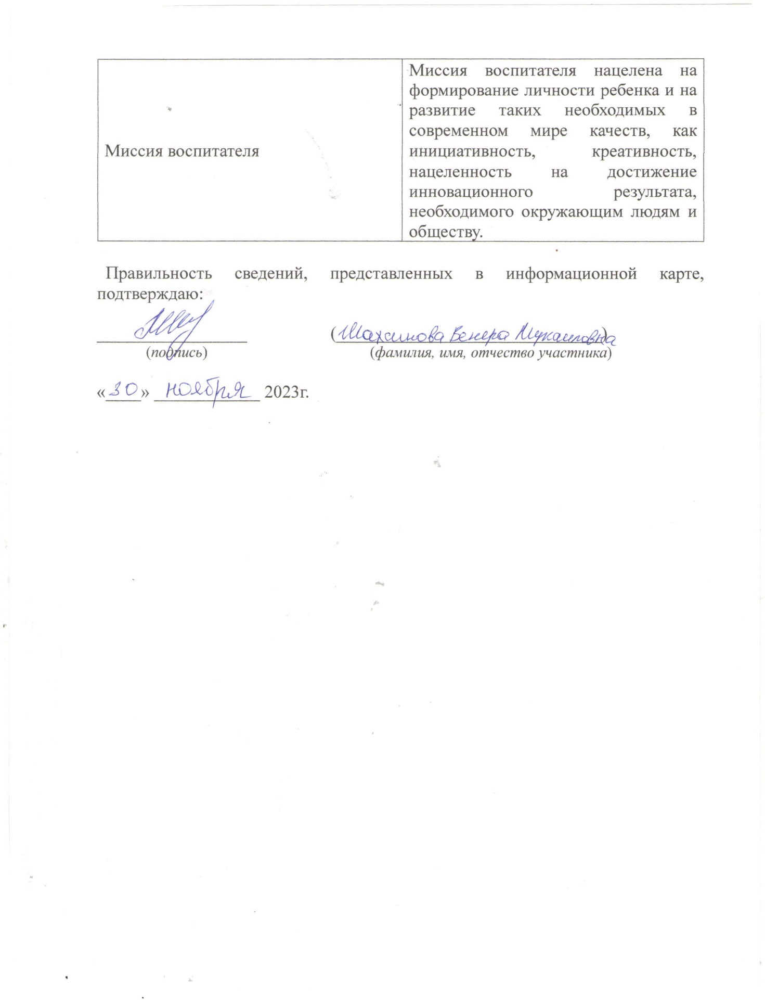 Миссия воспитателя
Миссия воспитателя нацелена на
формирование личности ребенка и на
развитие таких необходимых в
современном мире качеств, как
инициативность, креативность,
нацеленность на достижение
инновационного результата,
необходимого окружающим людям и
обществу.
Правильность сведений, представленных в информационной карте,
подтверждаю:
(Шахсинова Венера Мукаиловна)
(подпись) (фамилия, имя, отчество участника)
«30» ноября 2023г.